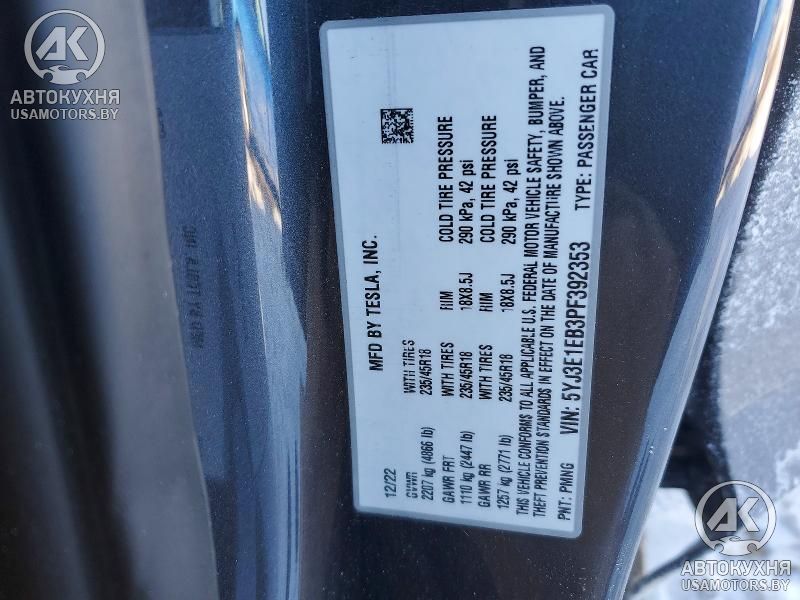 АК
АВТОКУХНЯ
USAMOTORS.BY
MFD BY TESLA, INC.
12/22
GVWR WITH TIRES RIM COLD TIRE PRESSURE
2207 kg (4866 lb) 235/45R18 18X8.5J 290 kPa, 42 psi
GAWR FRT WITH TIRES RIM COLD TIRE PRESSURE
1110 kg (2447 lb) 235/45R18 18X8.5J 290 kPa, 42 psi
GAWR RR
1257 kg (2771 lb)
THIS VEHICLE CONFORMS TO ALL APPLICABLE U.S. FEDERAL MOTOR VEHICLE SAFETY, BUMPER, AND
THEFT PREVENTION STANDARDS IN EFFECT ON THE DATE OF MANUFACTURE SHOWN ABOVE.
PNT: PMNG VIN: 5YJ3E1EB3PF392353 TYPE: PASSENGER CAR
АК
АВТОКУХНЯ
USAMOTORS.BY